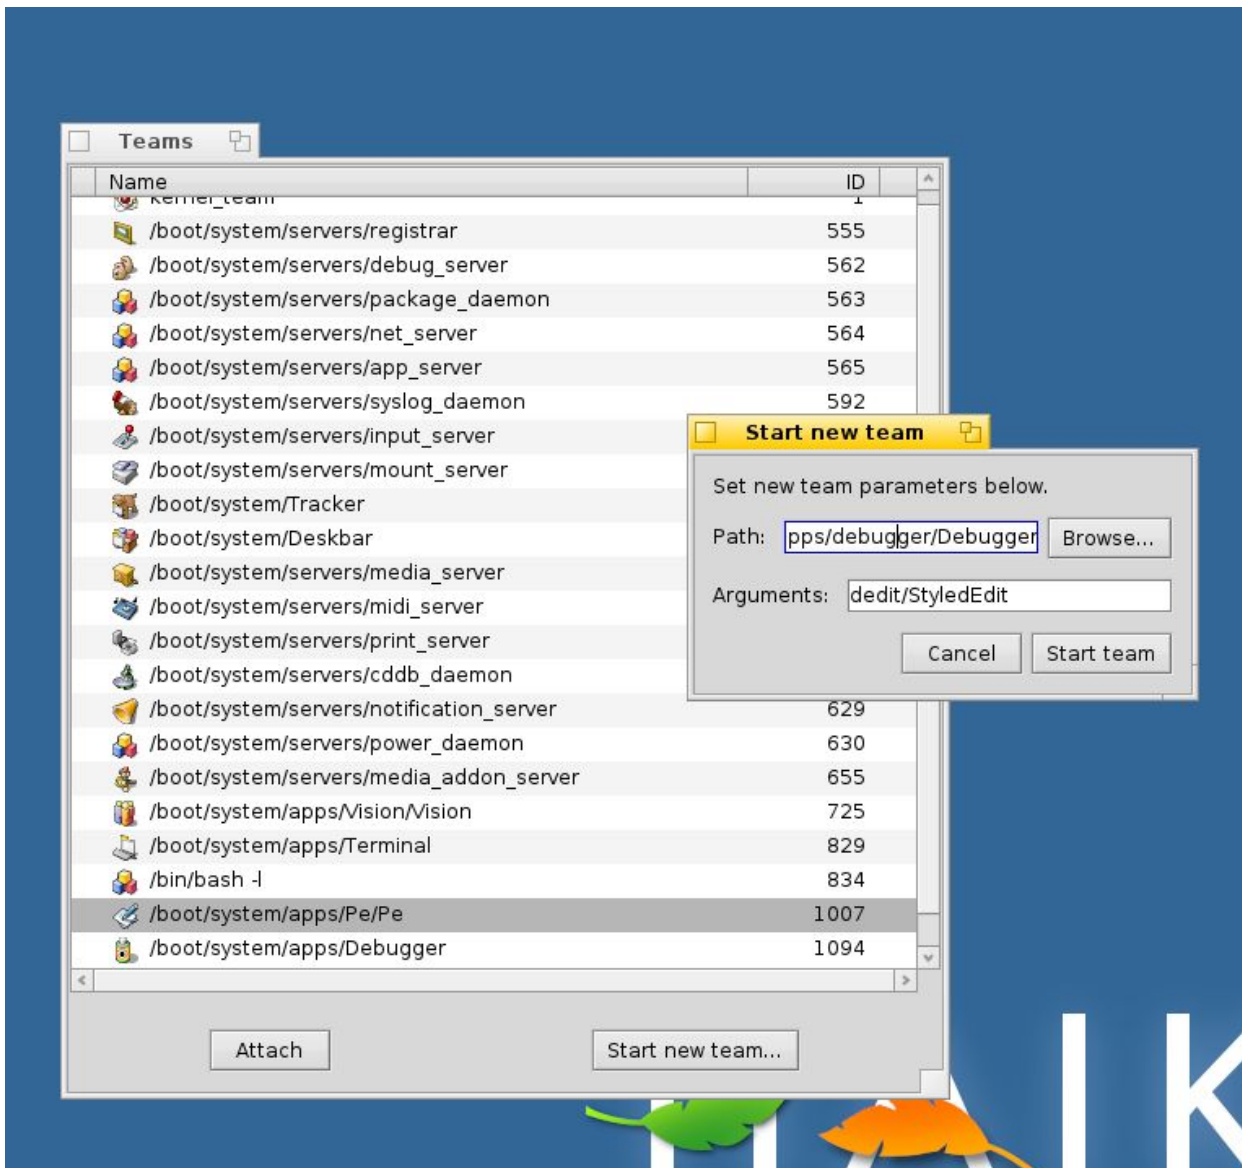 Teams
Name ID
kernel_team 1
/boot/system/servers/registrar 555
/boot/system/servers/debug_server 562
/boot/system/servers/package_daemon 563
/boot/system/servers/net_server 564
/boot/system/servers/app_server 565
/boot/system/servers/syslog_daemon 592
/boot/system/servers/input_server
/boot/system/servers/mount_server
/boot/system/Tracker
/boot/system/Deskbar
/boot/system/servers/media_server
/boot/system/servers/midi_server
/boot/system/servers/print_server
/boot/system/servers/cddb_daemon
/boot/system/servers/notification_server 629
/boot/system/servers/power_daemon 630
/boot/system/servers/media_addon_server 655
/boot/system/apps/Vision/Vision 725
/boot/system/apps/Terminal 829
/bin/bash -l 834
/boot/system/apps/Pe/Pe 1007
/boot/system/apps/Debugger 1094
Attach Start new team...
Start new team
Set new team parameters below.
Path: pps/debugger/Debugger Browse...
Arguments: dedit/StyledEdit
Cancel Start team